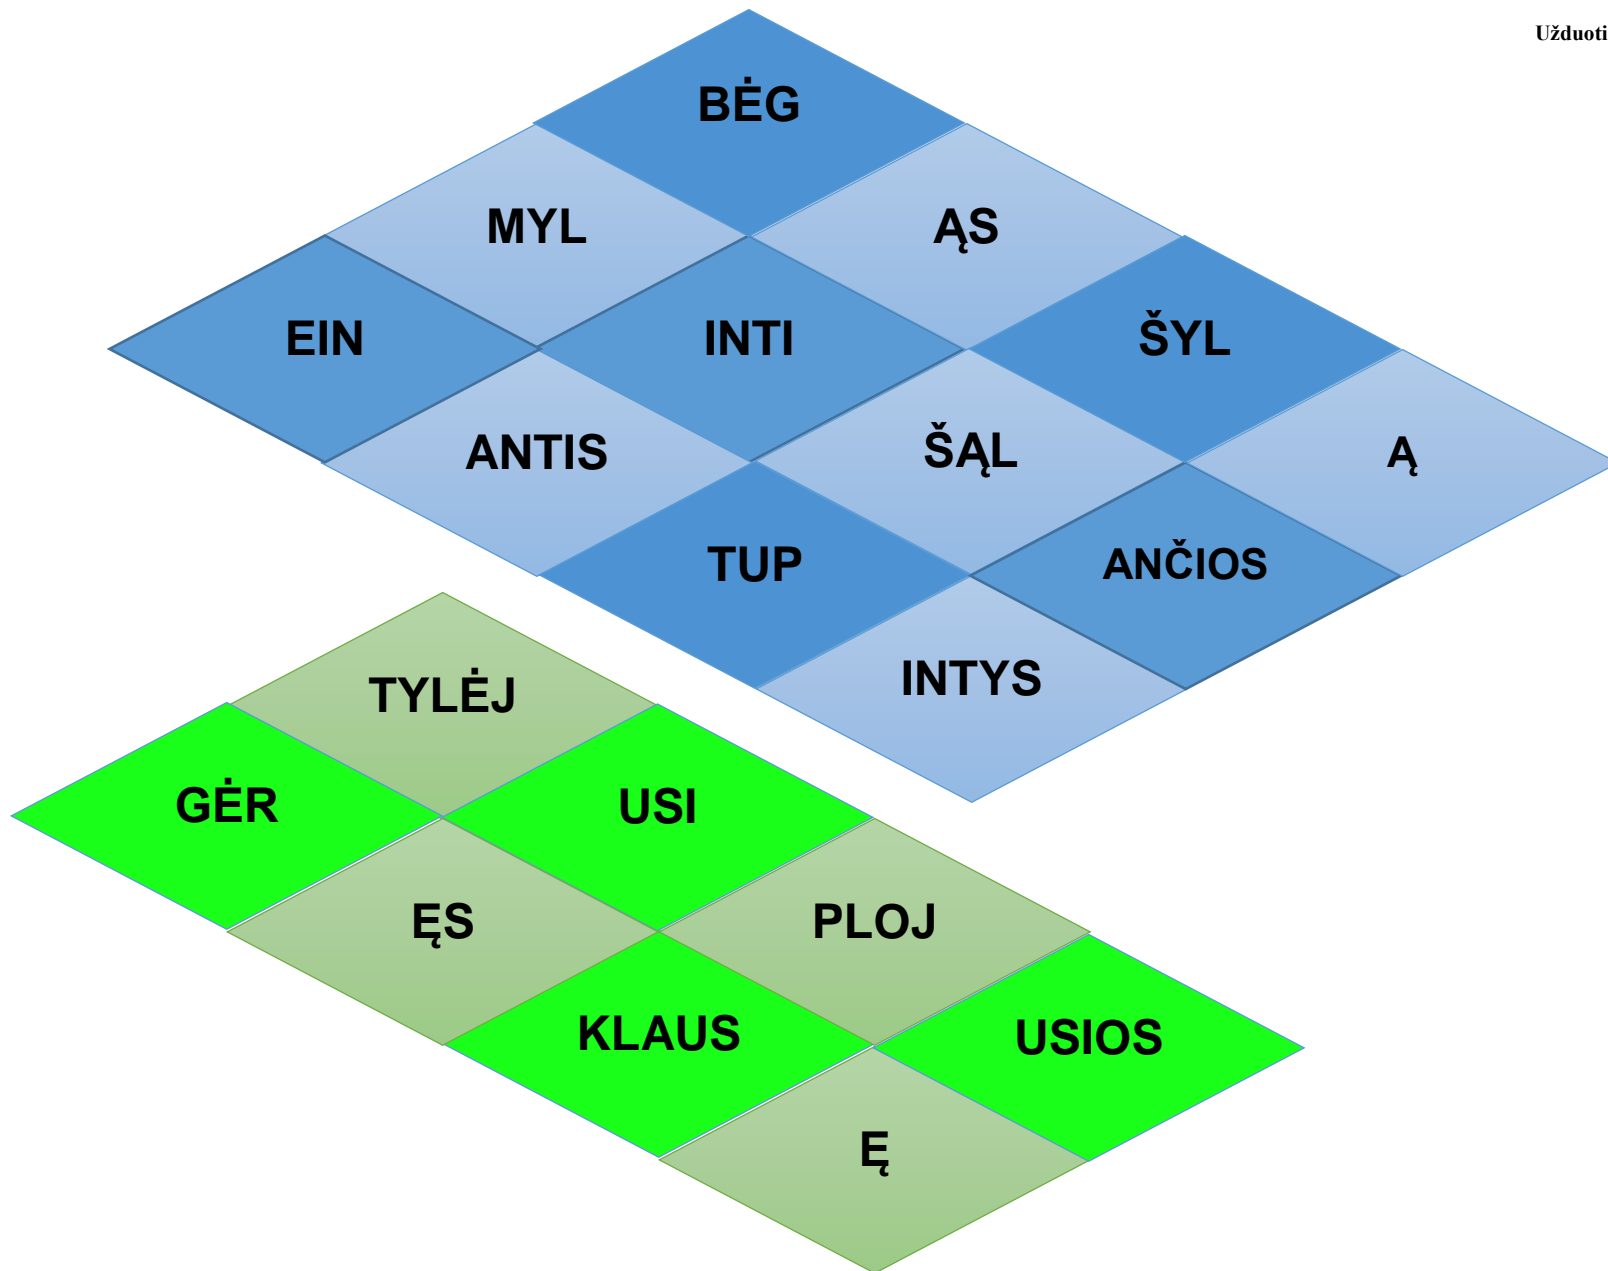 Užduoti
BĖG
MYL ĄS
EIN INTI ŠYL
ANTIS ŠĄL Ą
TUP ANČIOS
INTYS
TYLĖJ
GĖR USI
ĘS PLOJ
KLAUS USIOS
Ę